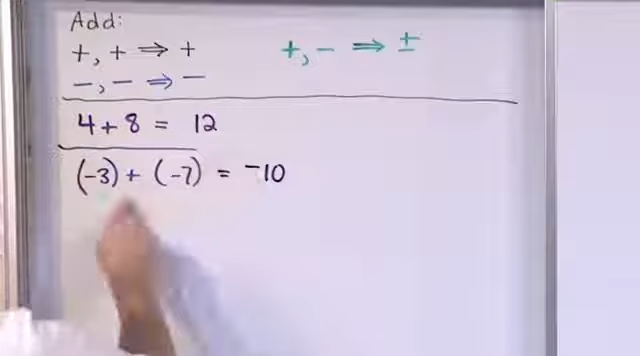 Add:
+, + ⇒ + +, - ⇒ ±
-, - ⇒ -
4 + 8 = 12
(-3) + (-7) = -10